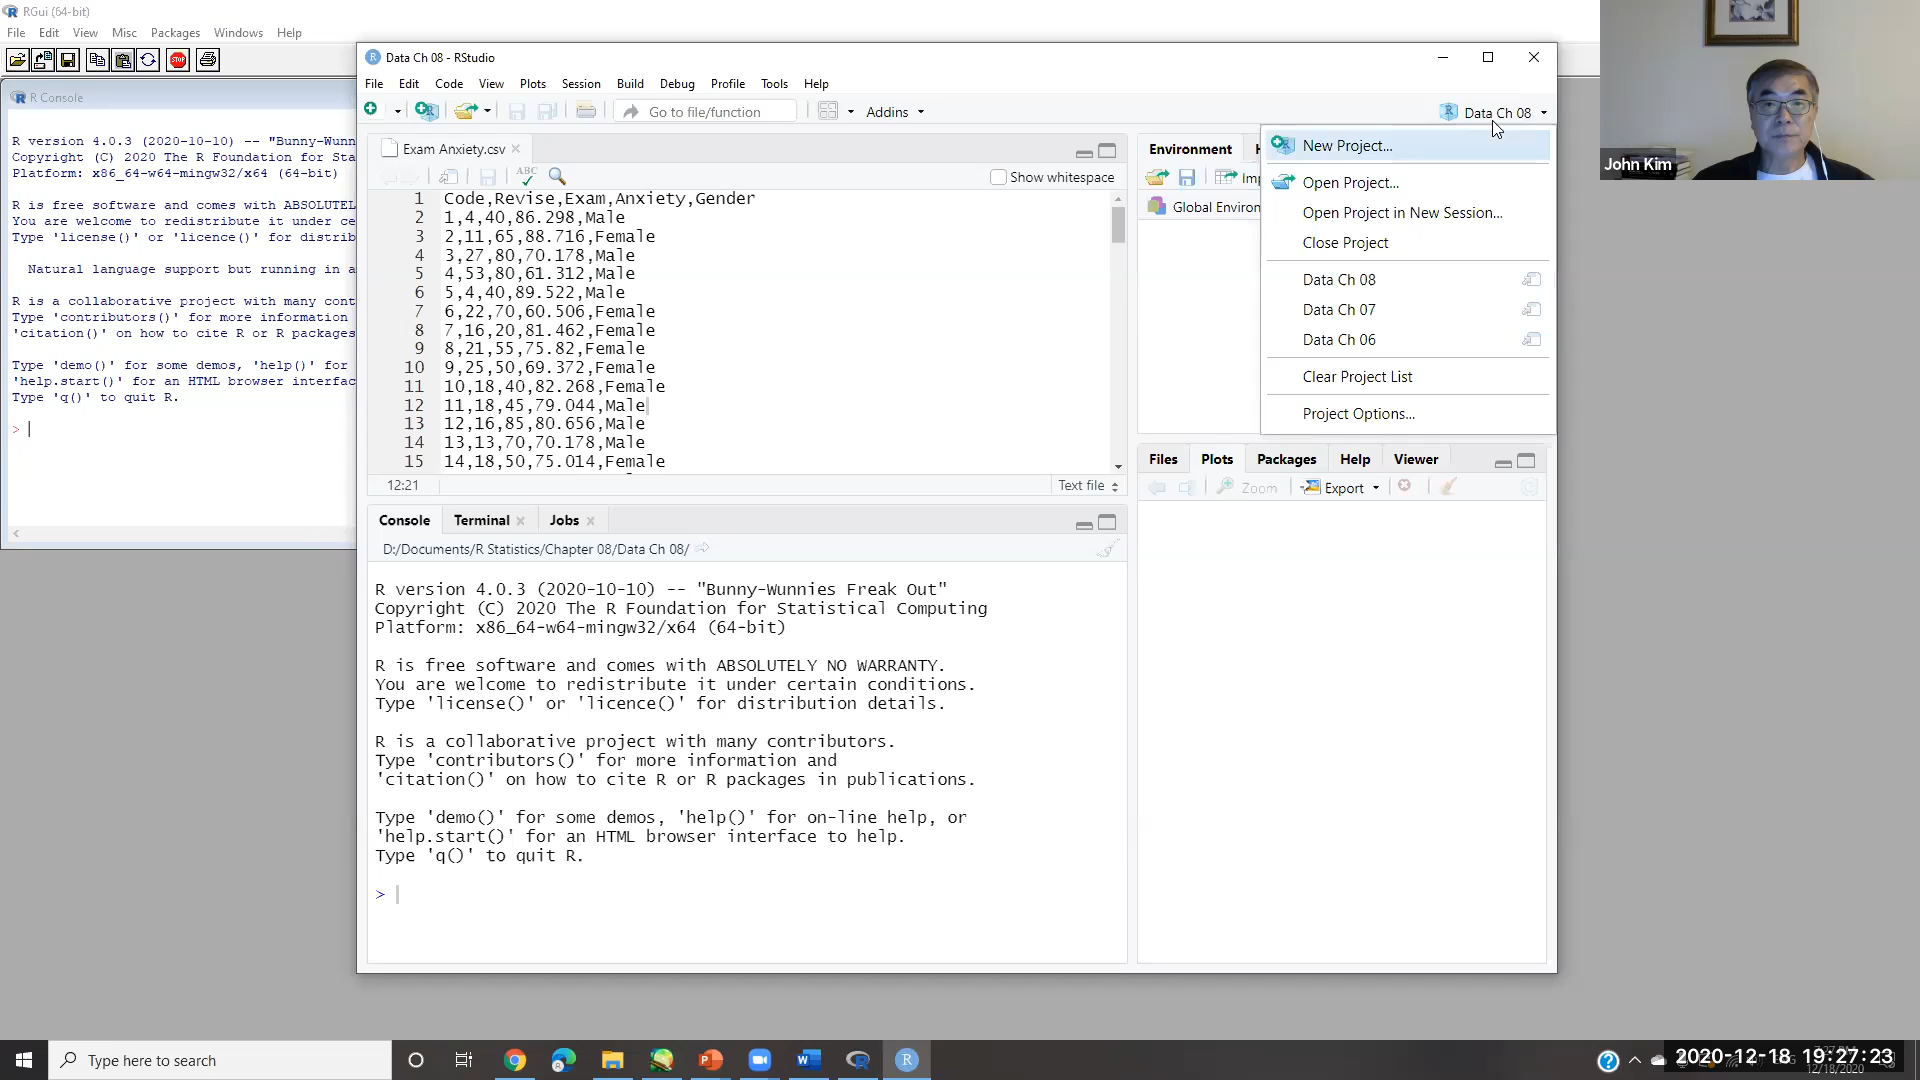 RGui (64-bit)
File Edit View Misc Packages Windows Help
R Console
R version 4.0.3 (2020-10-10) -- "Bunny-Wunn
Copyright (C) 2020 The R Foundation for Sta
Platform: x86_64-w64-mingw32/x64 (64-bit)
R is free software and comes with ABSOLUTEL
You are welcome to redistribute it under ce
Type 'license()' or 'licence()' for distrib
Natural language support but running in a
R is a collaborative project with many cont
Type 'contributors()' for more information
'citation()' on how to cite R or R packages
Type 'demo()' for some demos, 'help()' for
'help.start()' for an HTML browser interfac
Type 'q()' to quit R.
>
Data Ch 08 - RStudio
File Edit Code View Plots Session Build Debug Profile Tools Help
Go to file/function Addins Data Ch 08
Exam Anxiety.csv
ABC Show whitespace
1 Code,Revise,Exam,Anxiety,Gender
2 1,4,40,86.298,Male
3 2,11,65,88.716,Female
4 3,27,80,70.178,Male
5 4,53,80,61.312,Male
6 5,4,40,89.522,Male
7 6,22,70,60.506,Female
8 7,16,20,81.462,Female
9 8,21,55,75.82,Female
10 9,25,50,69.372,Female
11 10,18,40,82.268,Female
12 11,18,45,79.044,Male
13 12,16,85,80.656,Male
14 13,13,70,70.178,Male
15 14,18,50,75.014,Female
12:21 Text file
Console Terminal Jobs
D:/Documents/R Statistics/Chapter 08/Data Ch 08/
R version 4.0.3 (2020-10-10) -- "Bunny-Wunnies Freak Out"
Copyright (C) 2020 The R Foundation for Statistical Computing
Platform: x86_64-w64-mingw32/x64 (64-bit)
R is free software and comes with ABSOLUTELY NO WARRANTY.
You are welcome to redistribute it under certain conditions.
Type 'license()' or 'licence()' for distribution details.
R is a collaborative project with many contributors.
Type 'contributors()' for more information and
'citation()' on how to cite R or R packages in publications.
Type 'demo()' for some demos, 'help()' for on-line help, or
'help.start()' for an HTML browser interface to help.
Type 'q()' to quit R.
>
Environment H
Imp
Global Environ
New Project...
Open Project...
Open Project in New Session...
Close Project
Data Ch 08
Data Ch 07
Data Ch 06
Clear Project List
Project Options...
Files Plots Packages Help Viewer
Zoom Export
John Kim
Type here to search
2020-12-18 19:27:23
12/18/2020